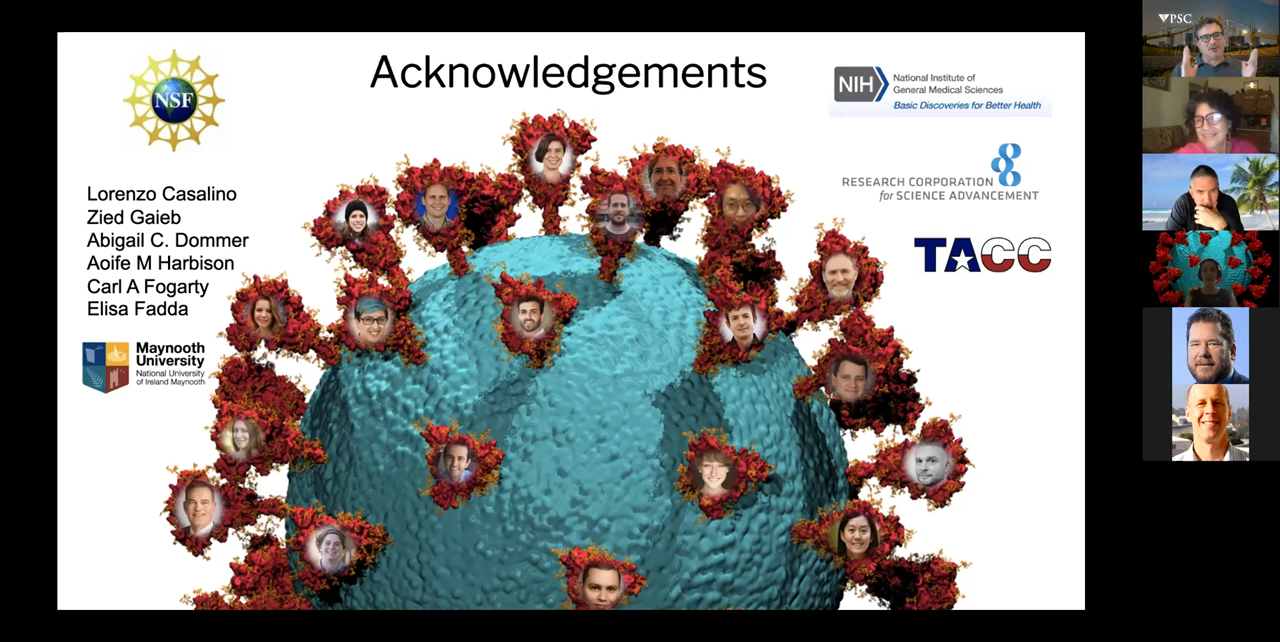 Acknowledgements
NSF
Lorenzo Casalino
Zied Gaieb
Abigail C. Dommer
Aoife M Harbison
Carl A Fogarty
Elisa Fadda
Maynooth
University
National University
of Ireland Maynooth
NIH
National Institute of
General Medical Sciences
Basic Discoveries for Better Health
RESEARCH CORPORATION
for SCIENCE ADVANCEMENT
TACC
PSC